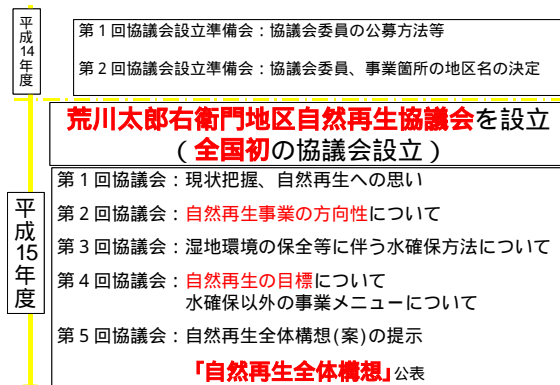 平成14年度
第1回協議会設立準備会：協議会委員の公募方法等
第2回協議会設立準備会：協議会委員、事業箇所の地区名の決定
荒川太郎右衛門地区自然再生協議会を設立
（全国初の協議会設立）
平成15年度
第1回協議会：現状把握、自然再生への思い
第2回協議会：自然再生事業の方向性について
第3回協議会：湿地環境の保全等に伴う水確保方法について
第4回協議会：自然再生の目標について
水確保以外の事業メニューについて
第5回協議会：自然再生全体構想(案)の提示
「自然再生全体構想」公表